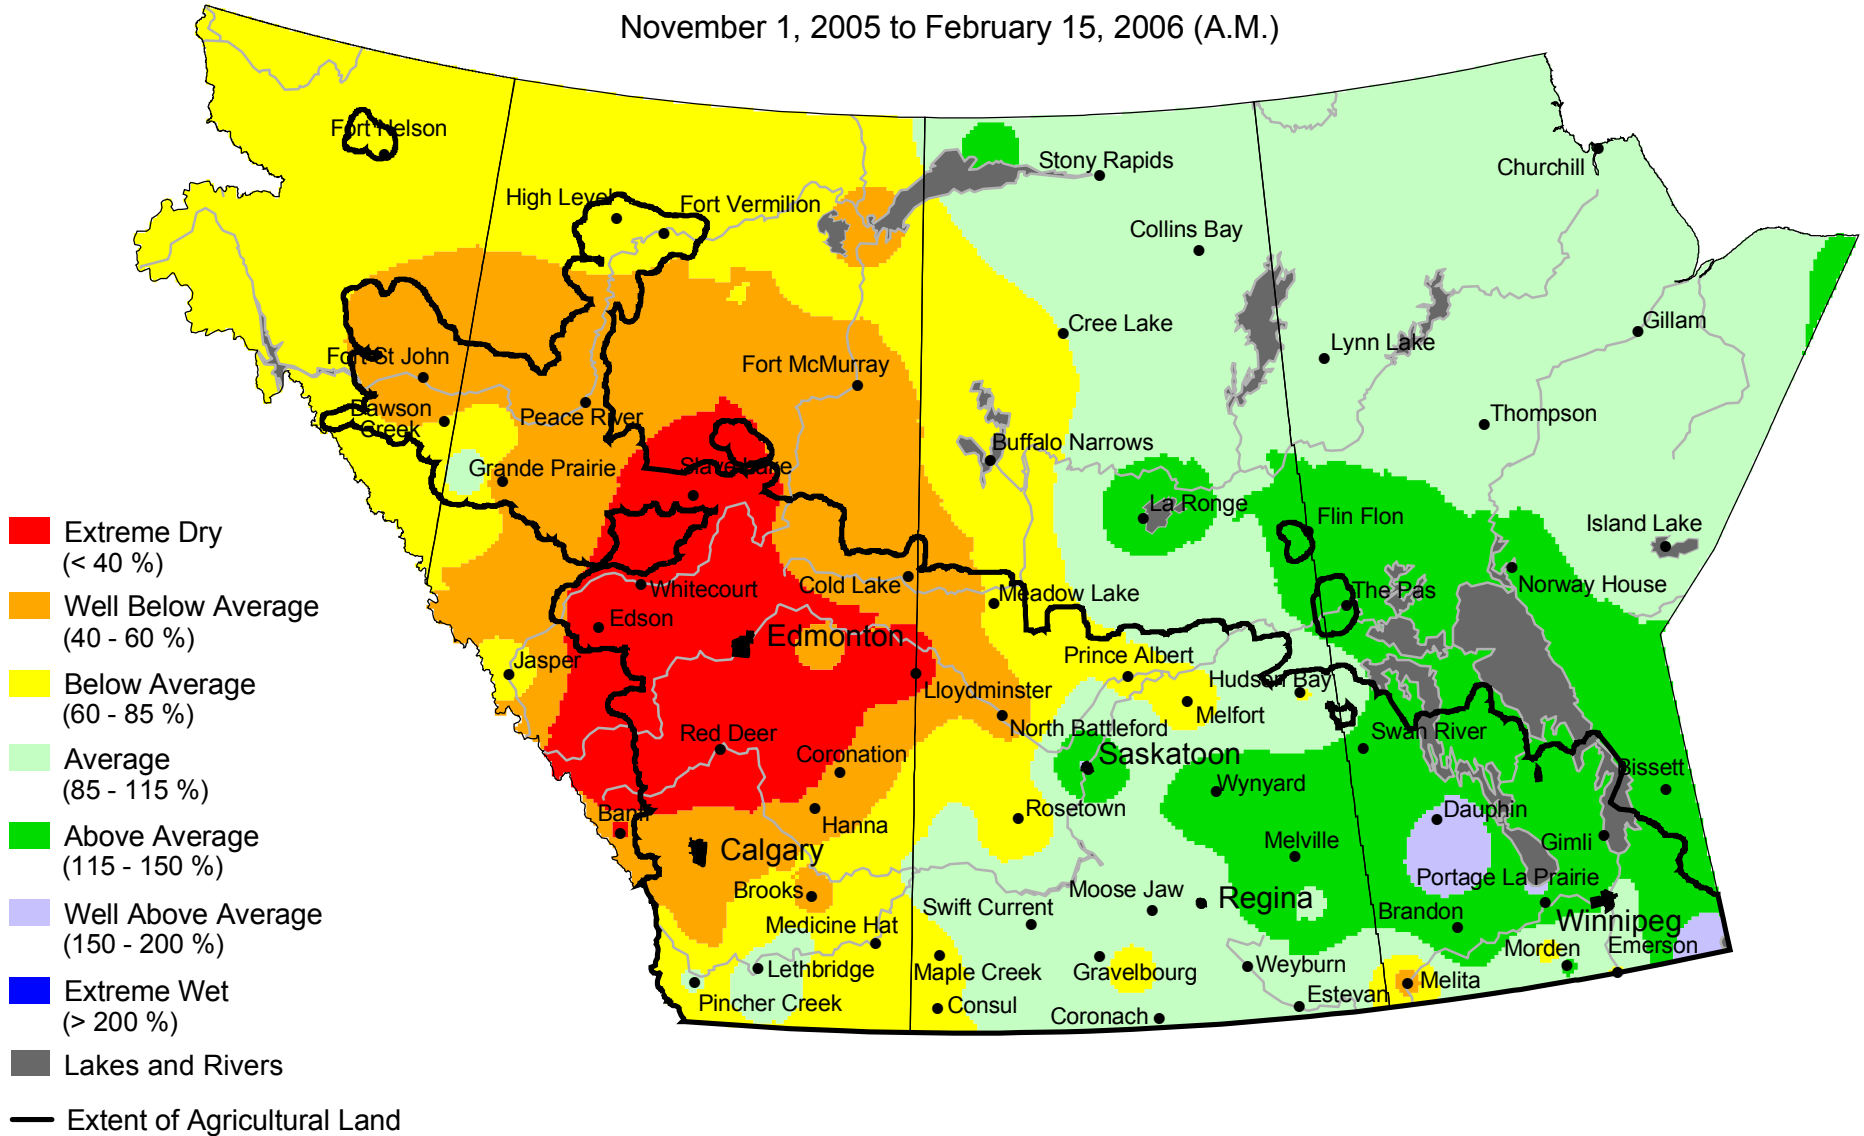 November 1, 2005 to February 15, 2006 (A.M.)
Fort Nelson
Stony Rapids
Churchill
High Level
Fort Vermilion
Collins Bay
Cree Lake
Gillam
Lynn Lake
Fort St John
Fort McMurray
Dawson
Creek
Peace River
Thompson
Buffalo Narrows
Grande Prairie
Slave Lake
La Ronge
Flin Flon
Island Lake
Whitecourt
Cold Lake
Meadow Lake
The Pas
Norway House
Edson
Edmonton
Jasper
Prince Albert
Lloydminster
Hudson Bay
Melfort
North Battleford
Red Deer
Coronation
Saskatoon
Swan River
Bissett
Wynyard
Banff
Hanna
Rosetown
Dauphin
Calgary
Melville
Gimli
Brooks
Moose Jaw
Regina
Portage La Prairie
Medicine Hat
Swift Current
Brandon
Winnipeg
Lethbridge
Maple Creek
Gravelbourg
Weyburn
Morden
Emerson
Pincher Creek
Consul
Coronach
Estevan
Melita
Extreme Dry
(< 40 %)
Well Below Average
(40 - 60 %)
Below Average
(60 - 85 %)
Average
(85 - 115 %)
Above Average
(115 - 150 %)
Well Above Average
(150 - 200 %)
Extreme Wet
(> 200 %)
Lakes and Rivers
Extent of Agricultural Land